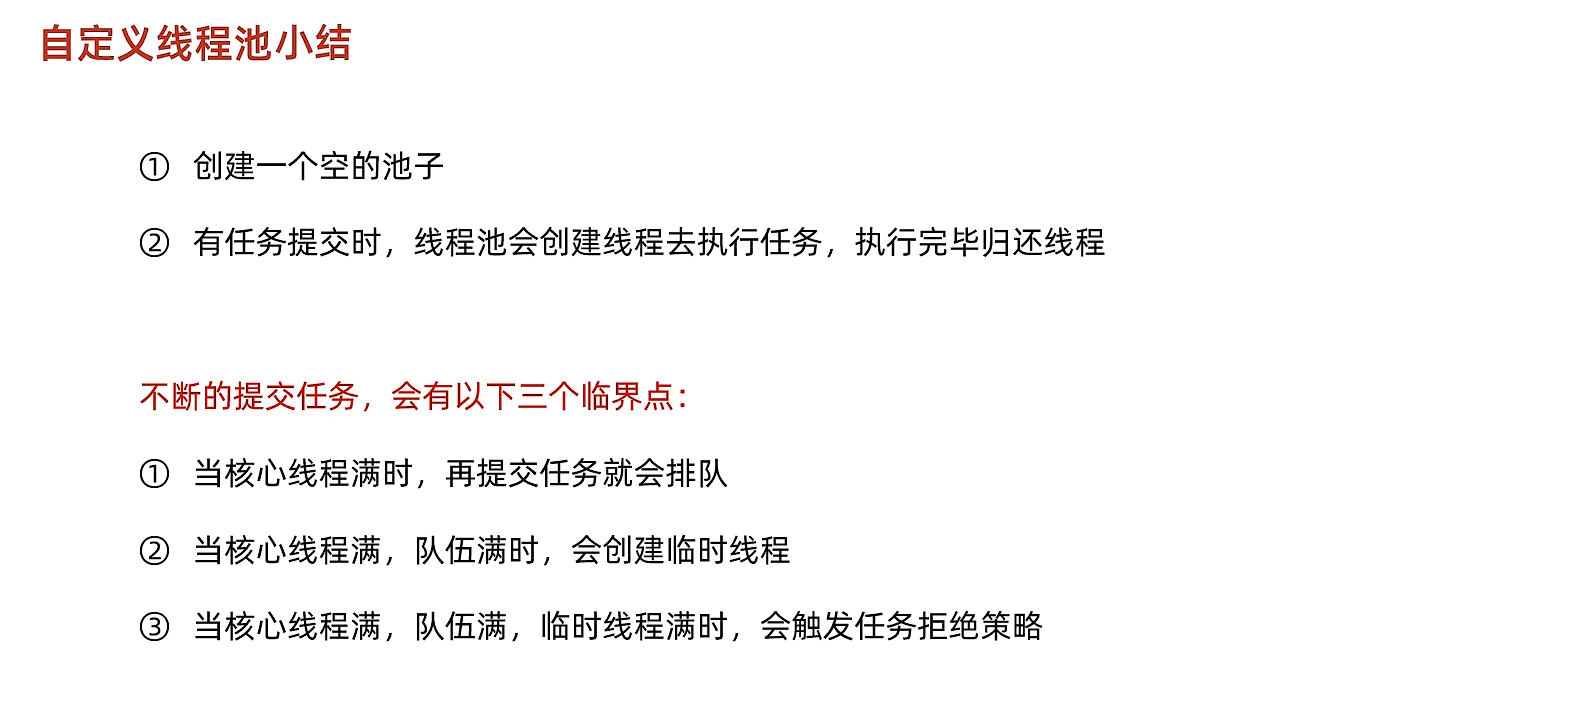 自定义线程池小结
① 创建一个空的池子
② 有任务提交时，线程池会创建线程去执行任务，执行完毕归还线程
不断的提交任务，会有以下三个临界点：
① 当核心线程满时，再提交任务就会排队
② 当核心线程满，队伍满时，会创建临时线程
③ 当核心线程满，队伍满，临时线程满时，会触发任务拒绝策略